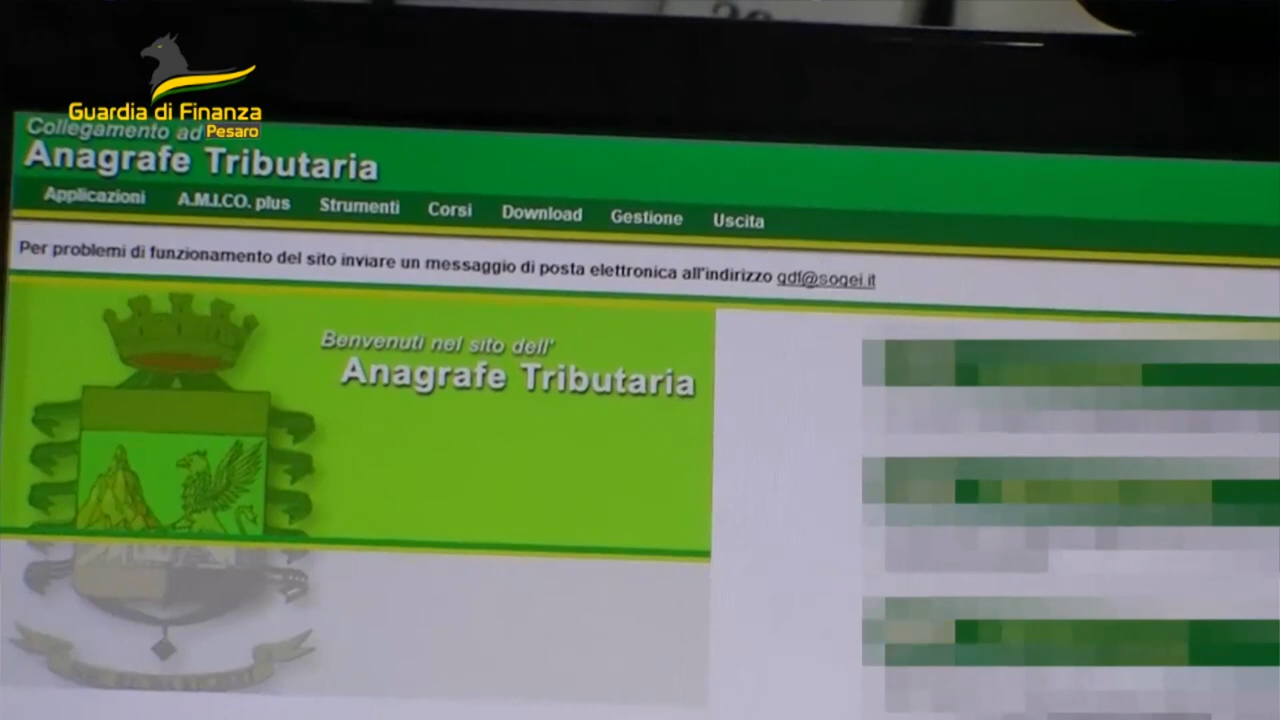 Guardia di Finanza
Pesaro
Collegamento ad
Anagrafe Tributaria
Applicazioni A.M.I.CO. plus Strumenti Corsi Download Gestione Uscita
Per problemi di funzionamento del sito inviare un messaggio di posta elettronica all'indirizzo gdf@sogei.it
Benvenuti nel sito dell'
Anagrafe Tributaria